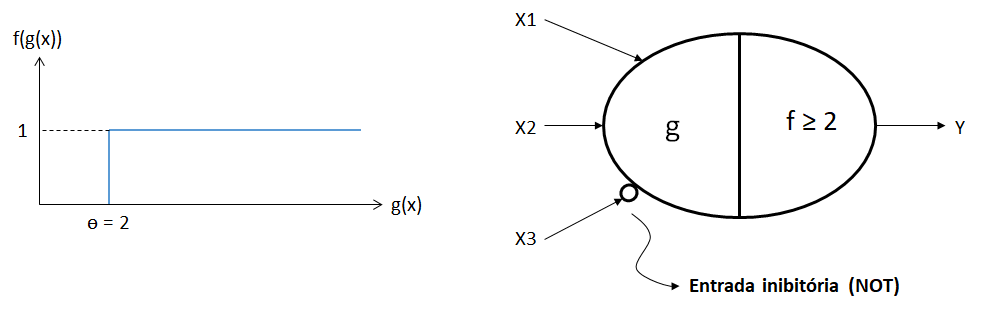 f(g(x))
1
ө = 2
g(x)
X1
X2
X3
g
f ≥ 2
Y
Entrada inibitória (NOT)